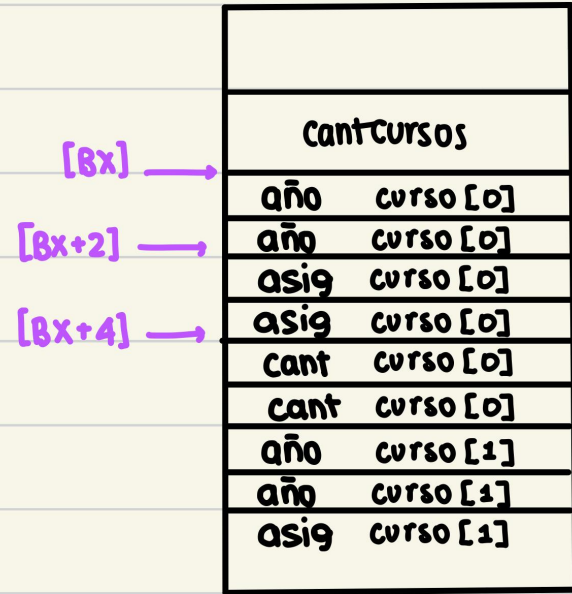 cantcursos
[BX]
año curso [0]
[BX+2] año curso [0]
asig curso [0]
[BX+4] asig curso [0]
cant curso [0]
cant curso [0]
año curso [1]
año curso [1]
asig curso [1]